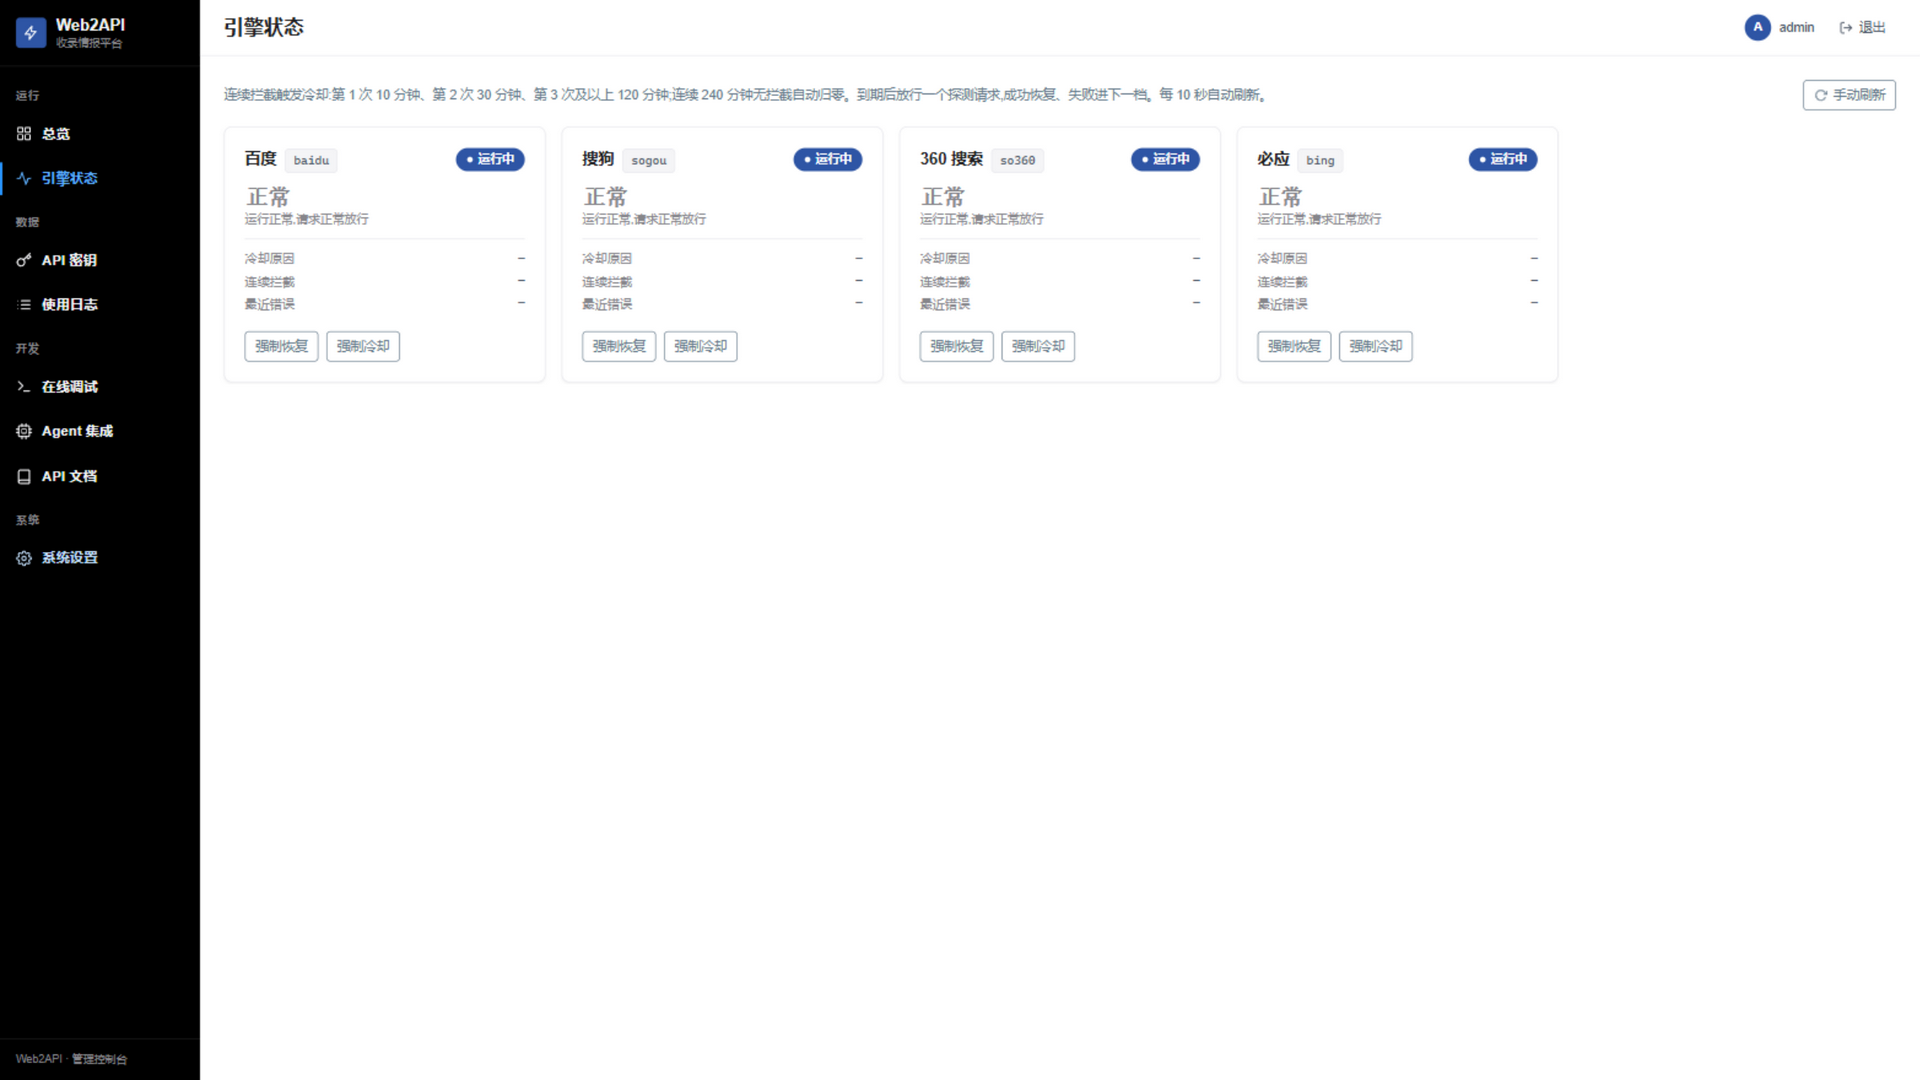 Web2API
收录情报平台
运行
总览
引擎状态
数据
API 密钥
使用日志
开发
在线调试
Agent 集成
API 文档
系统
系统设置
Web2API · 管理控制台
引擎状态
A admin 退出
连续拦截触发冷却:第 1 次 10 分钟、第 2 次 30 分钟、第 3 次及以上 120 分钟;连续 240 分钟无拦截自动归零。到期后放行一个探测请求,成功恢复、失败进下一档。每 10 秒自动刷新。
手动刷新
百度 baidu 运行中
正常
运行正常,请求正常放行
冷却原因 –
连续拦截 –
最近错误 –
强制恢复 强制冷却
搜狗 sogou 运行中
正常
运行正常,请求正常放行
冷却原因 –
连续拦截 –
最近错误 –
强制恢复 强制冷却
360 搜索 so360 运行中
正常
运行正常,请求正常放行
冷却原因 –
连续拦截 –
最近错误 –
强制恢复 强制冷却
必应 bing 运行中
正常
运行正常,请求正常放行
冷却原因 –
连续拦截 –
最近错误 –
强制恢复 强制冷却